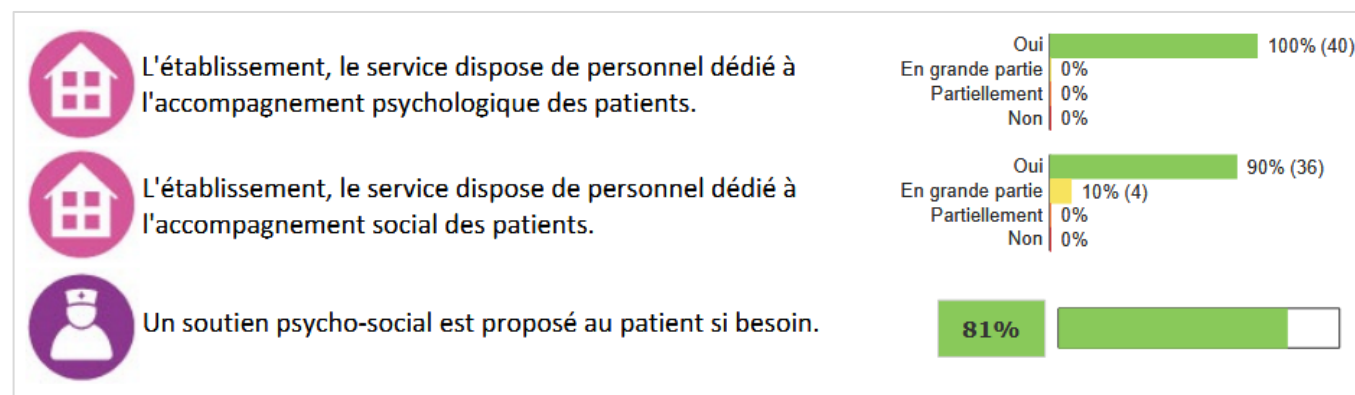 L'établissement, le service dispose de personnel dédié à
l'accompagnement psychologique des patients.
Oui 100% (40)
En grande partie 0%
Partiellement 0%
Non 0%
L'établissement, le service dispose de personnel dédié à
l'accompagnement social des patients.
Oui 90% (36)
En grande partie 10% (4)
Partiellement 0%
Non 0%
Un soutien psycho-social est proposé au patient si besoin.
81%